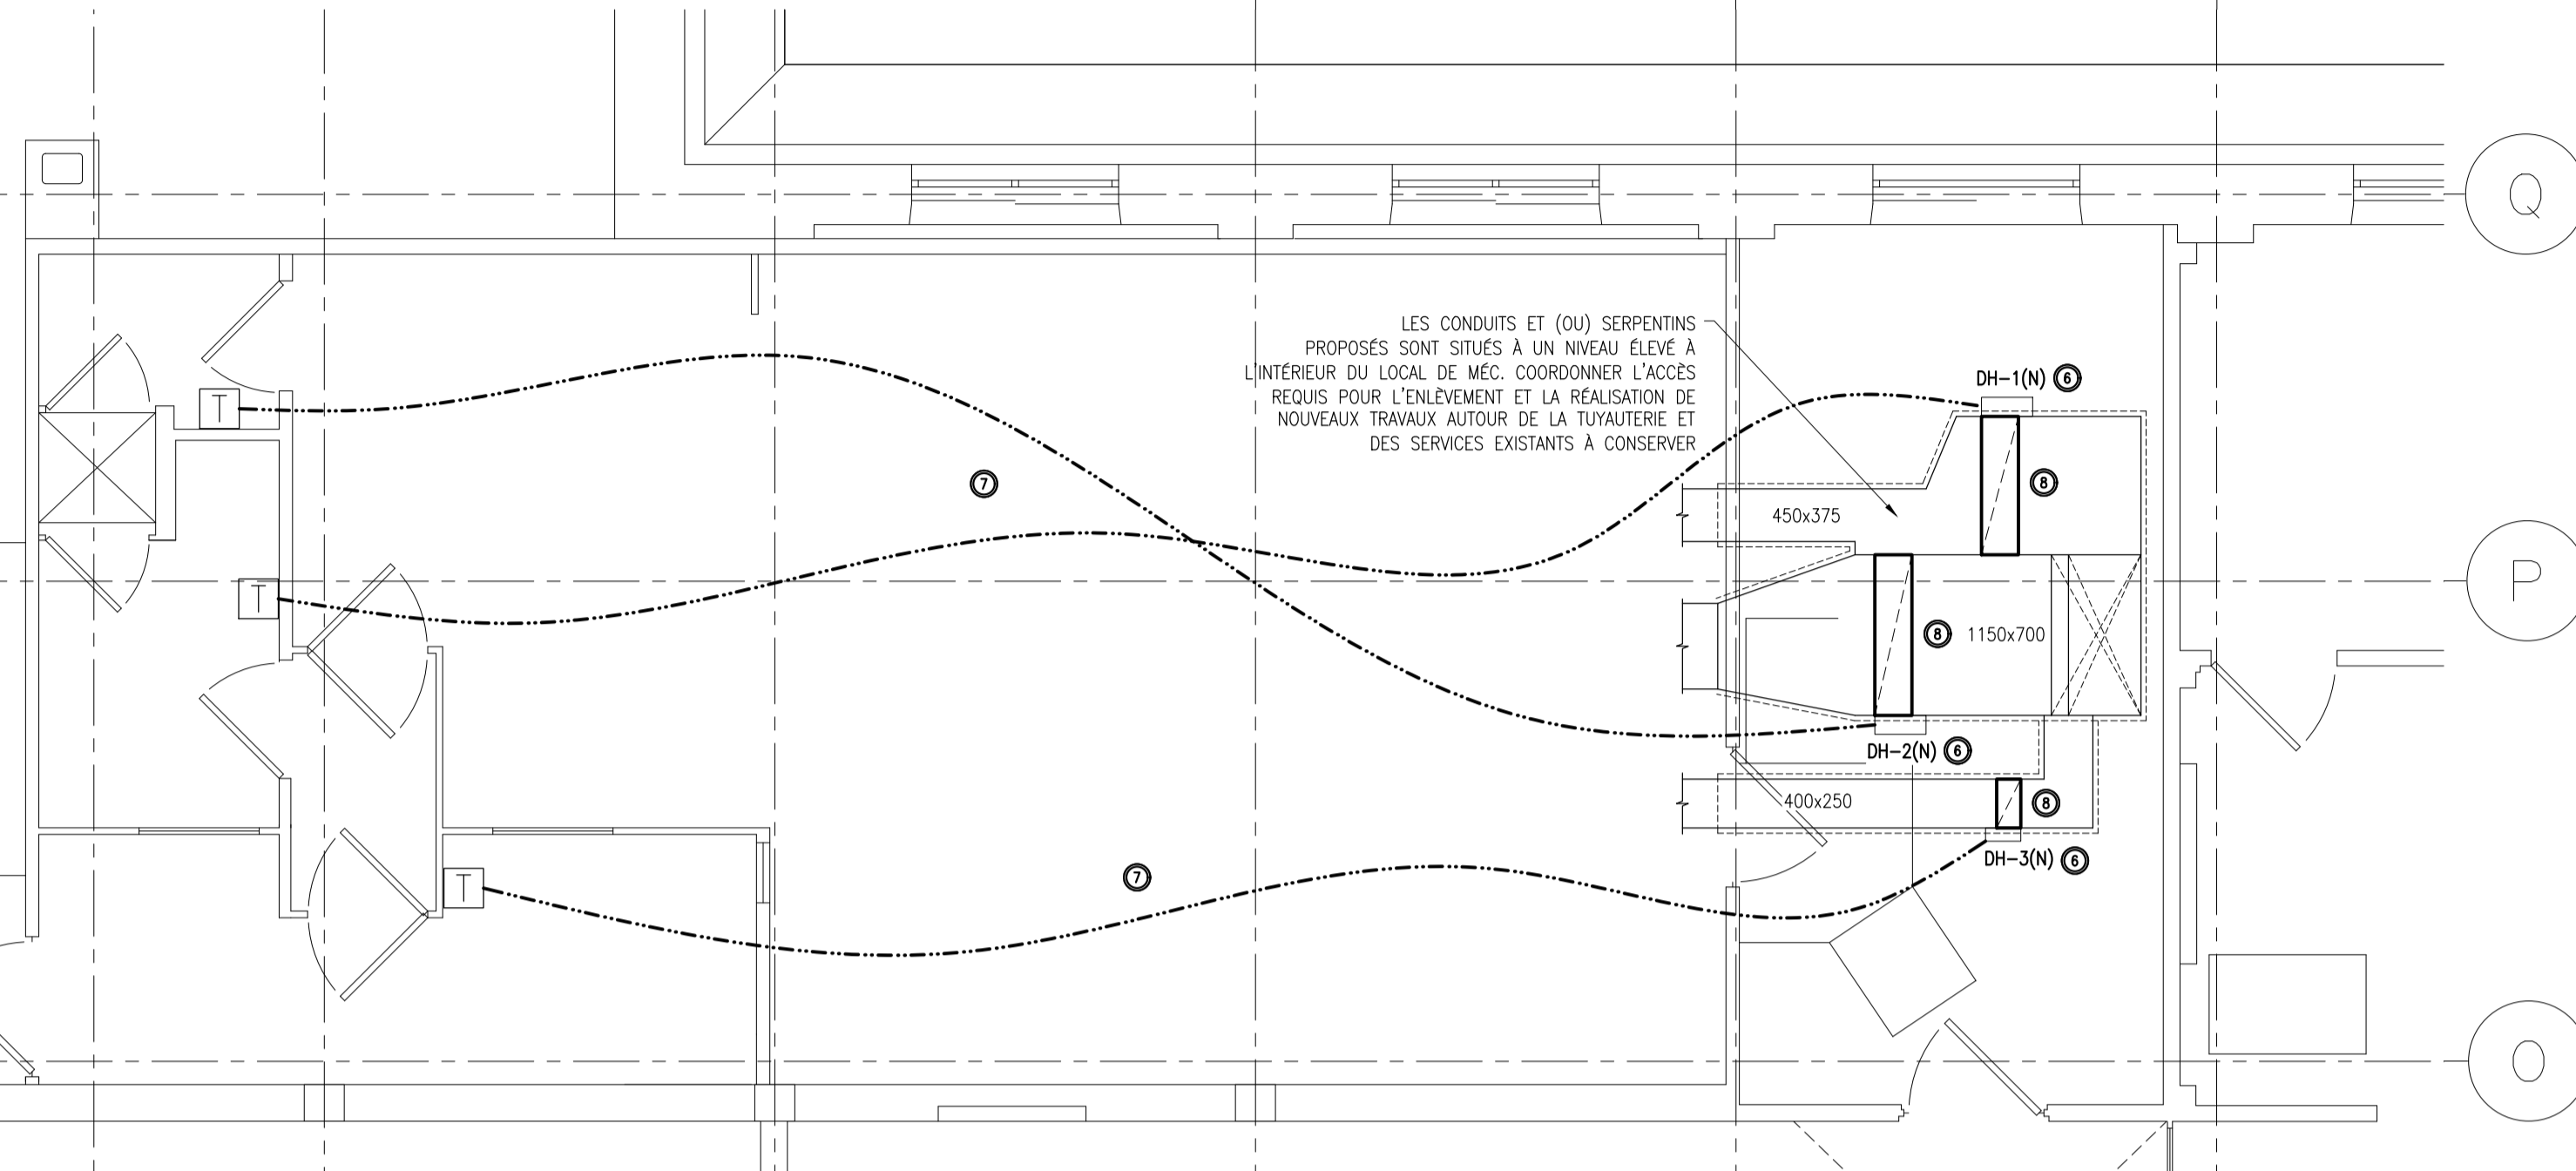 Q
LES CONDUITS ET (OU) SERPENTINS
PROPOSÉS SONT SITUÉS À UN NIVEAU ÉLEVÉ À
L'INTÉRIEUR DU LOCAL DE MÉC. COORDONNER L'ACCÈS
REQUIS POUR L'ENLÈVEMENT ET LA RÉALISATION DE
NOUVEAUX TRAVAUX AUTOUR DE LA TUYAUTERIE ET
DES SERVICES EXISTANTS À CONSERVER
DH-1(N) 6
T
7
8
450x375
P
T
8 1150x700
DH-2(N) 6
400x250
8
DH-3(N) 6
T
7
O